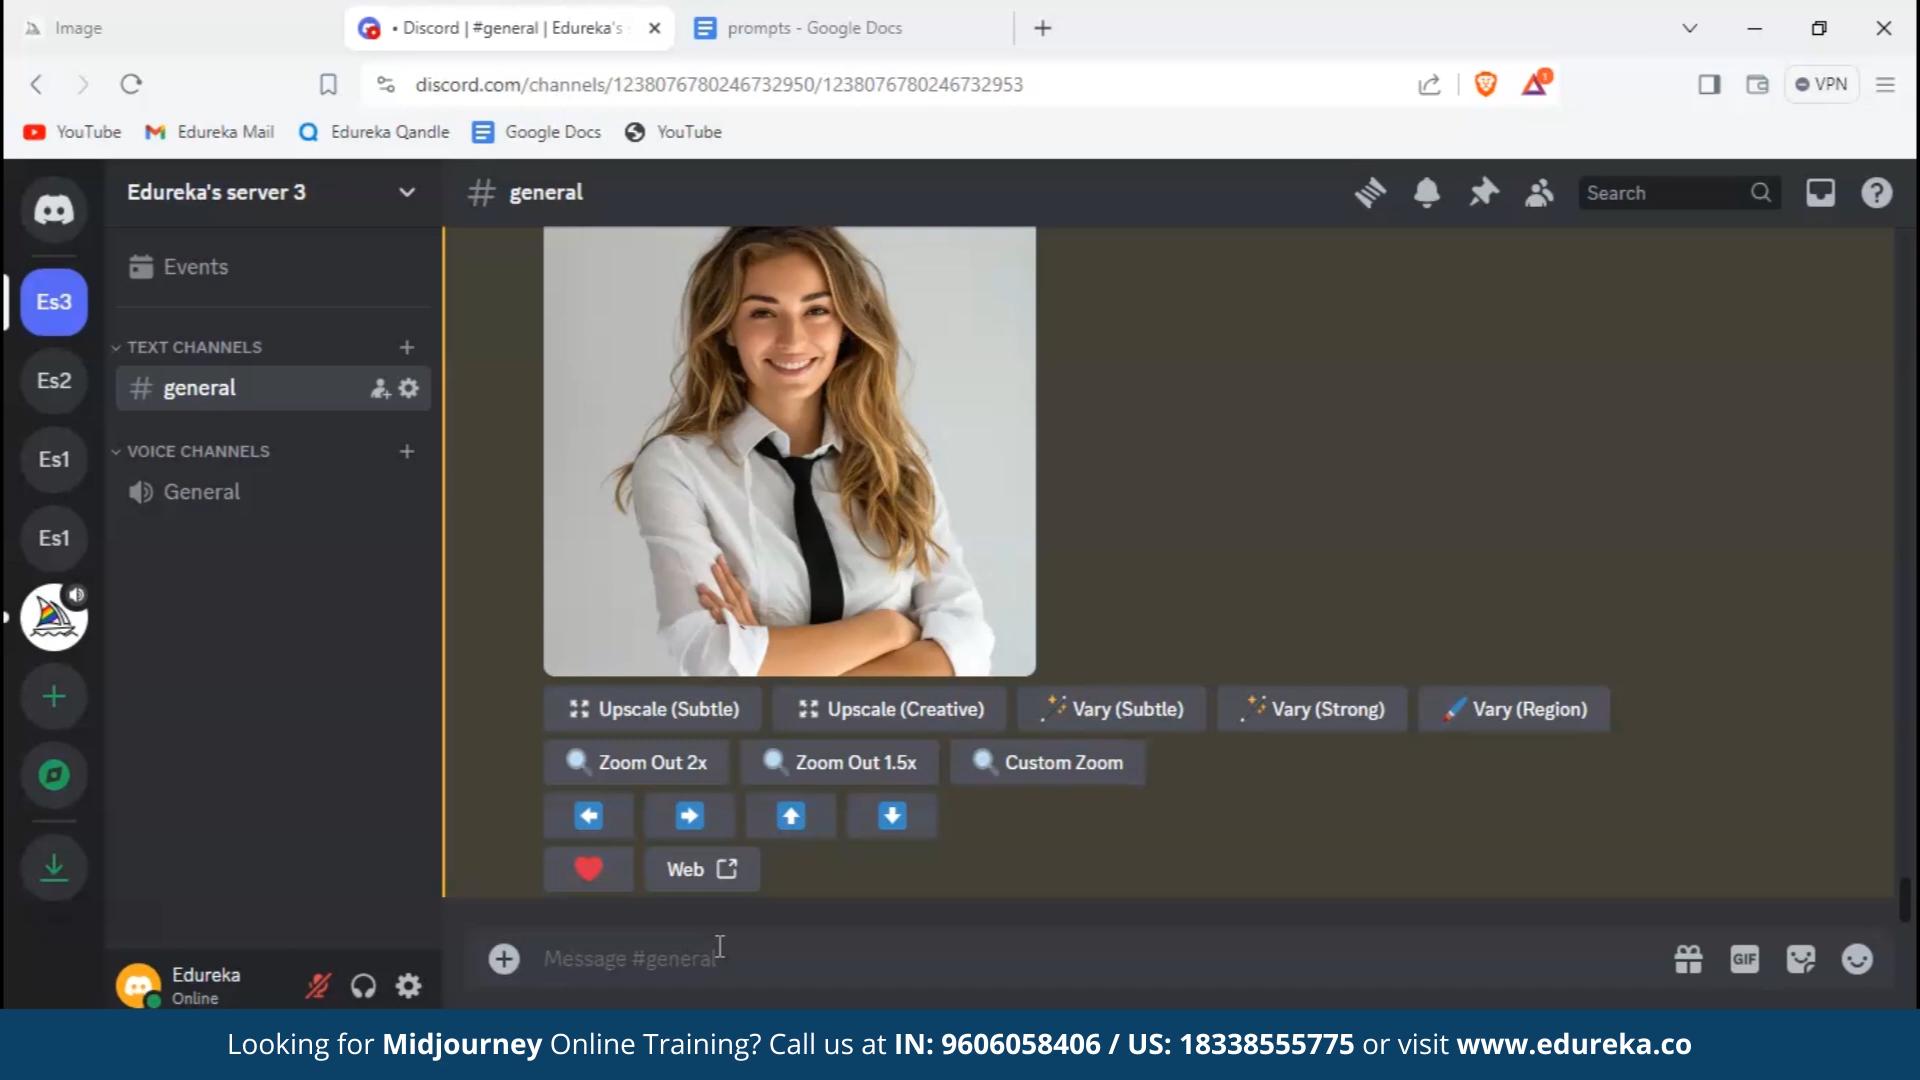 Image
• Discord | #general | Edureka's
prompts - Google Docs
discord.com/channels/1238076780246732950/1238076780246732953
1
VPN
YouTube
Edureka Mail
Edureka Qandle
Google Docs
YouTube
Edureka's server 3
# general
Search
Events
Es3
Es2
Es1
Es1
TEXT CHANNELS
# general
VOICE CHANNELS
General
Upscale (Subtle)
Upscale (Creative)
Vary (Subtle)
Vary (Strong)
Vary (Region)
Zoom Out 2x
Zoom Out 1.5x
Custom Zoom
Web
Message #general
GIF
Edureka
Online
Looking for Midjourney Online Training? Call us at IN: 9606058406 / US: 18338555775 or visit www.edureka.co